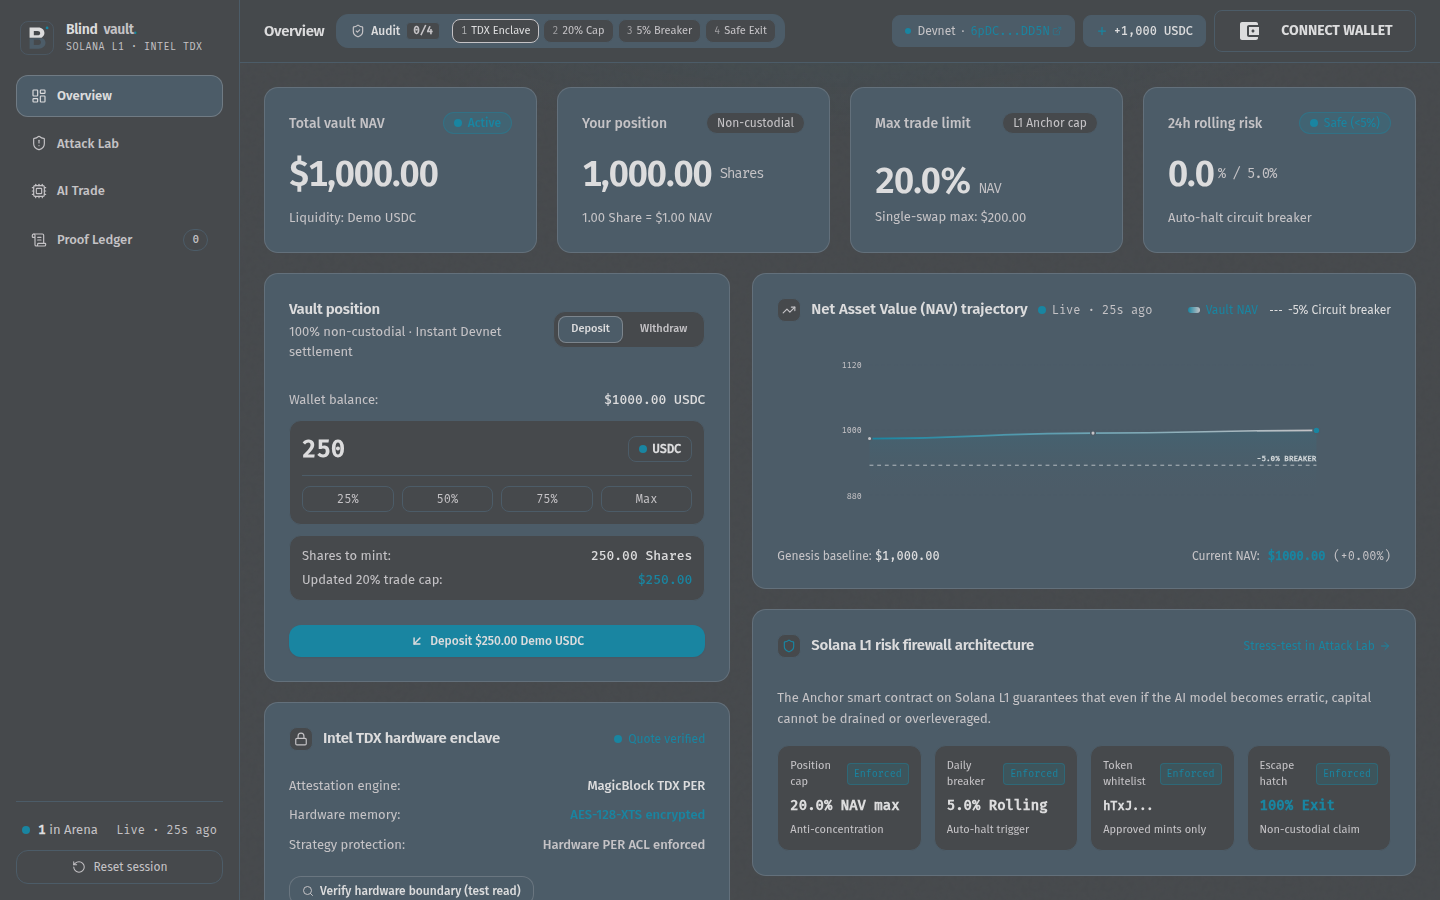 Blind vault
SOLANA L1 · INTEL TDX
Overview
Attack Lab
AI Trade
Proof Ledger 0
1 in Arena Live · 25s ago
Reset session
Overview
Audit 0/4
1 TDX Enclave
2 20% Cap
3 5% Breaker
4 Safe Exit
Devnet ·
+ +1,000 USDC
CONNECT WALLET
Total vault NAV Active
$1,000.00
Liquidity: Demo USDC
Your position Non-custodial
1,000.00 Shares
1.00 Share = $1.00 NAV
Max trade limit L1 Anchor cap
20.0% NAV
Single-swap max: $200.00
24h rolling risk Safe (<5%)
0.0 % / 5.0%
Auto-halt circuit breaker
Vault position
100% non-custodial · Instant Devnet
settlement
Deposit Withdraw
Wallet balance: $1000.00 USDC
250 USDC
25% 50% 75% Max
Shares to mint: 250.00 Shares
Updated 20% trade cap: $250.00
Deposit $250.00 Demo USDC
Intel TDX hardware enclave Quote verified
Attestation engine: MagicBlock TDX PER
Hardware memory: AES-128-XTS encrypted
Strategy protection: Hardware PER ACL enforced
Verify hardware boundary (test read)
Net Asset Value (NAV) trajectory Live · 25s ago Vault NAV --- -5% Circuit breaker
1120
1000
-5.0% BREAKER
880
Genesis baseline: $1,000.00 Current NAV: $1000.00 (+0.00%)
Solana L1 risk firewall architecture Stress-test in Attack Lab →
The Anchor smart contract on Solana L1 guarantees that even if the AI model becomes erratic, capital
cannot be drained or overleveraged.
Position cap Enforced
20.0% NAV max
Anti-concentration
Daily breaker Enforced
5.0% Rolling
Auto-halt trigger
Token whitelist Enforced
hTxJ...
Approved mints only
Escape hatch Enforced
100% Exit
Non-custodial claim